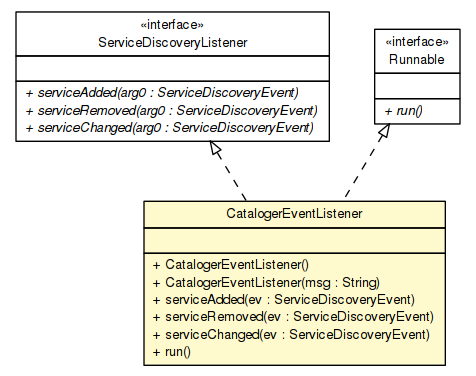 «interface»
ServiceDiscoveryListener
+ serviceAdded(arg0 : ServiceDiscoveryEvent)
+ serviceRemoved(arg0 : ServiceDiscoveryEvent)
+ serviceChanged(arg0 : ServiceDiscoveryEvent)
«interface»
Runnable
+ run()
CatalogerEventListener
+ CatalogerEventListener()
+ CatalogerEventListener(msg : String)
+ serviceAdded(ev : ServiceDiscoveryEvent)
+ serviceRemoved(ev : ServiceDiscoveryEvent)
+ serviceChanged(ev : ServiceDiscoveryEvent)
+ run()